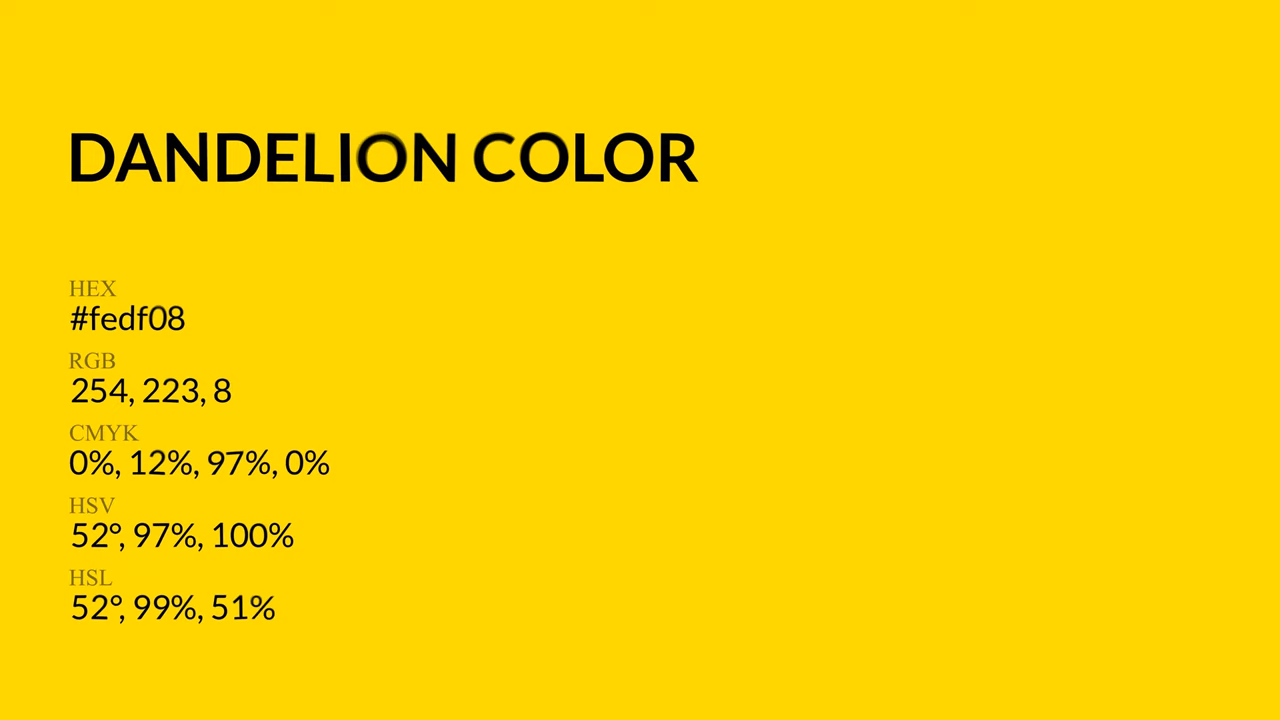 DANDELION COLOR
HEX
#fedf08
RGB
254, 223, 8
CMYK
0%, 12%, 97%, 0%
HSV
52°, 97%, 100%
HSL
52°, 99%, 51%